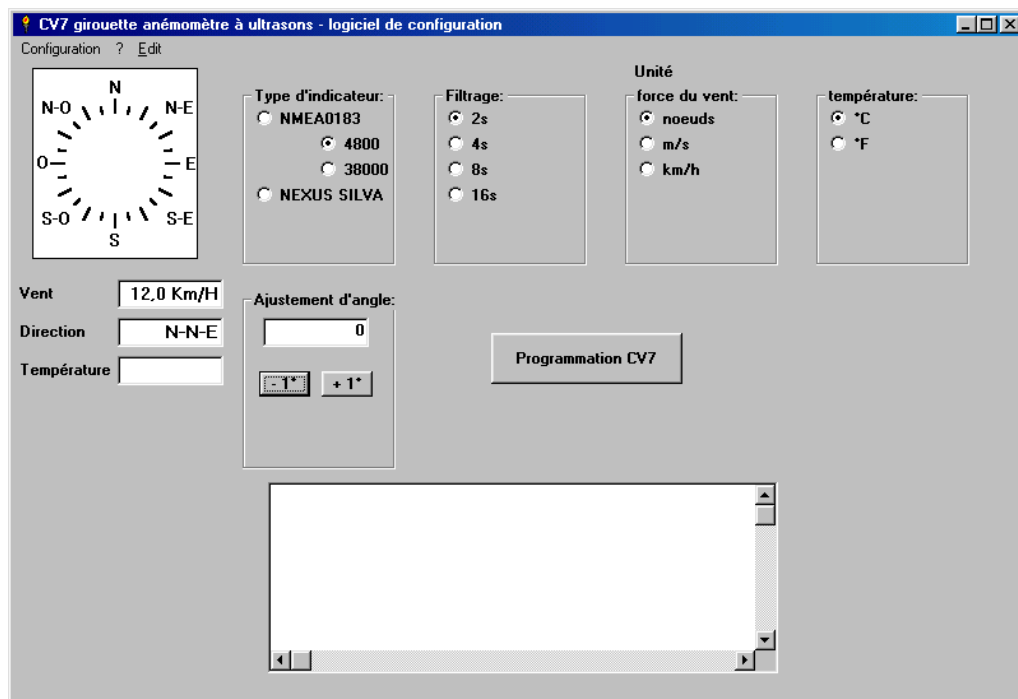 CV7 girouette anémomètre à ultrasons - logiciel de configuration
Configuration ? Edit
N
N-O N-E
O E
S-O S-E
S
Type d'indicateur:
NMEA0183
4800
38000
NEXUS SILVA
Filtrage:
2s
4s
8s
16s
Unité
force du vent:
noeuds
m/s
km/h
température:
°C
°F
Vent 12,0 Km/H
Direction N-N-E
Température
Ajustement d'angle:
0
- 1° + 1°
Programmation CV7